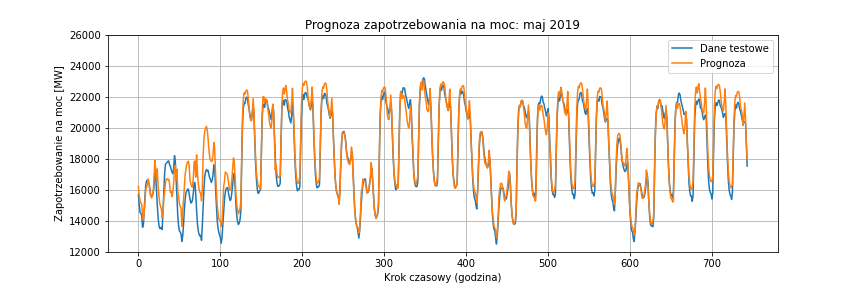 Prognoza zapotrzebowania na moc: maj 2019
Zapotrzebowanie na moc [MW]
26000
24000
22000
20000
18000
16000
14000
12000
Dane testowe
Prognoza
0 100 200 300 400 500 600 700
Krok czasowy (godzina)